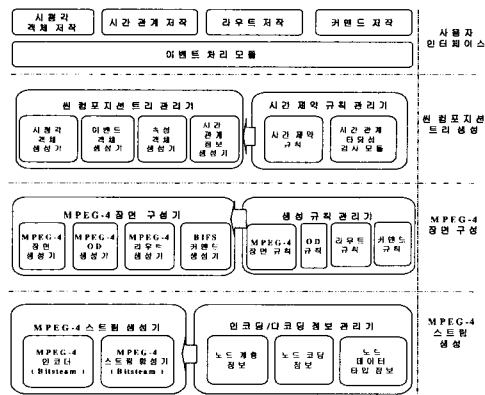 시청각
객체 저작
시간 관계 저작
라우트 저작
커맨드 저작
이벤트 처리 모듈
사용자
인터페이스
씬 컴포지션트리 관리기
시청각
객체
생성기
이벤트
객체
생성기
속성
객체
생성기
시간
관계
정보
생성기
시간 제약 규칙 관리기
시간 제약
규칙
시간 관계
타당성
검사 모듈
씬 컴포지션
트리 생성
MPEG-4 장면 구성기
MPEG-4
장면
생성기
MPEG-4
OD
생성기
MPEG-4
라우트
생성기
BIFS
커맨드
생성기
생성 규칙 관리기
MPEG-4
장면 규칙
OD
규칙
라우트
규칙
커맨드
규칙
MPEG-4
장면 구성
MPEG-4 스트림 생성기
MPEG-4
인코더
(Bitsteam)
MPEG-4
스트림 형성기
(Bitsteam)
인코딩/디코딩 정보 관리기
노드 계층
정보
노드 코딩
정보
노드
데이터
타입 정보
MPEG-4
스트림
생성